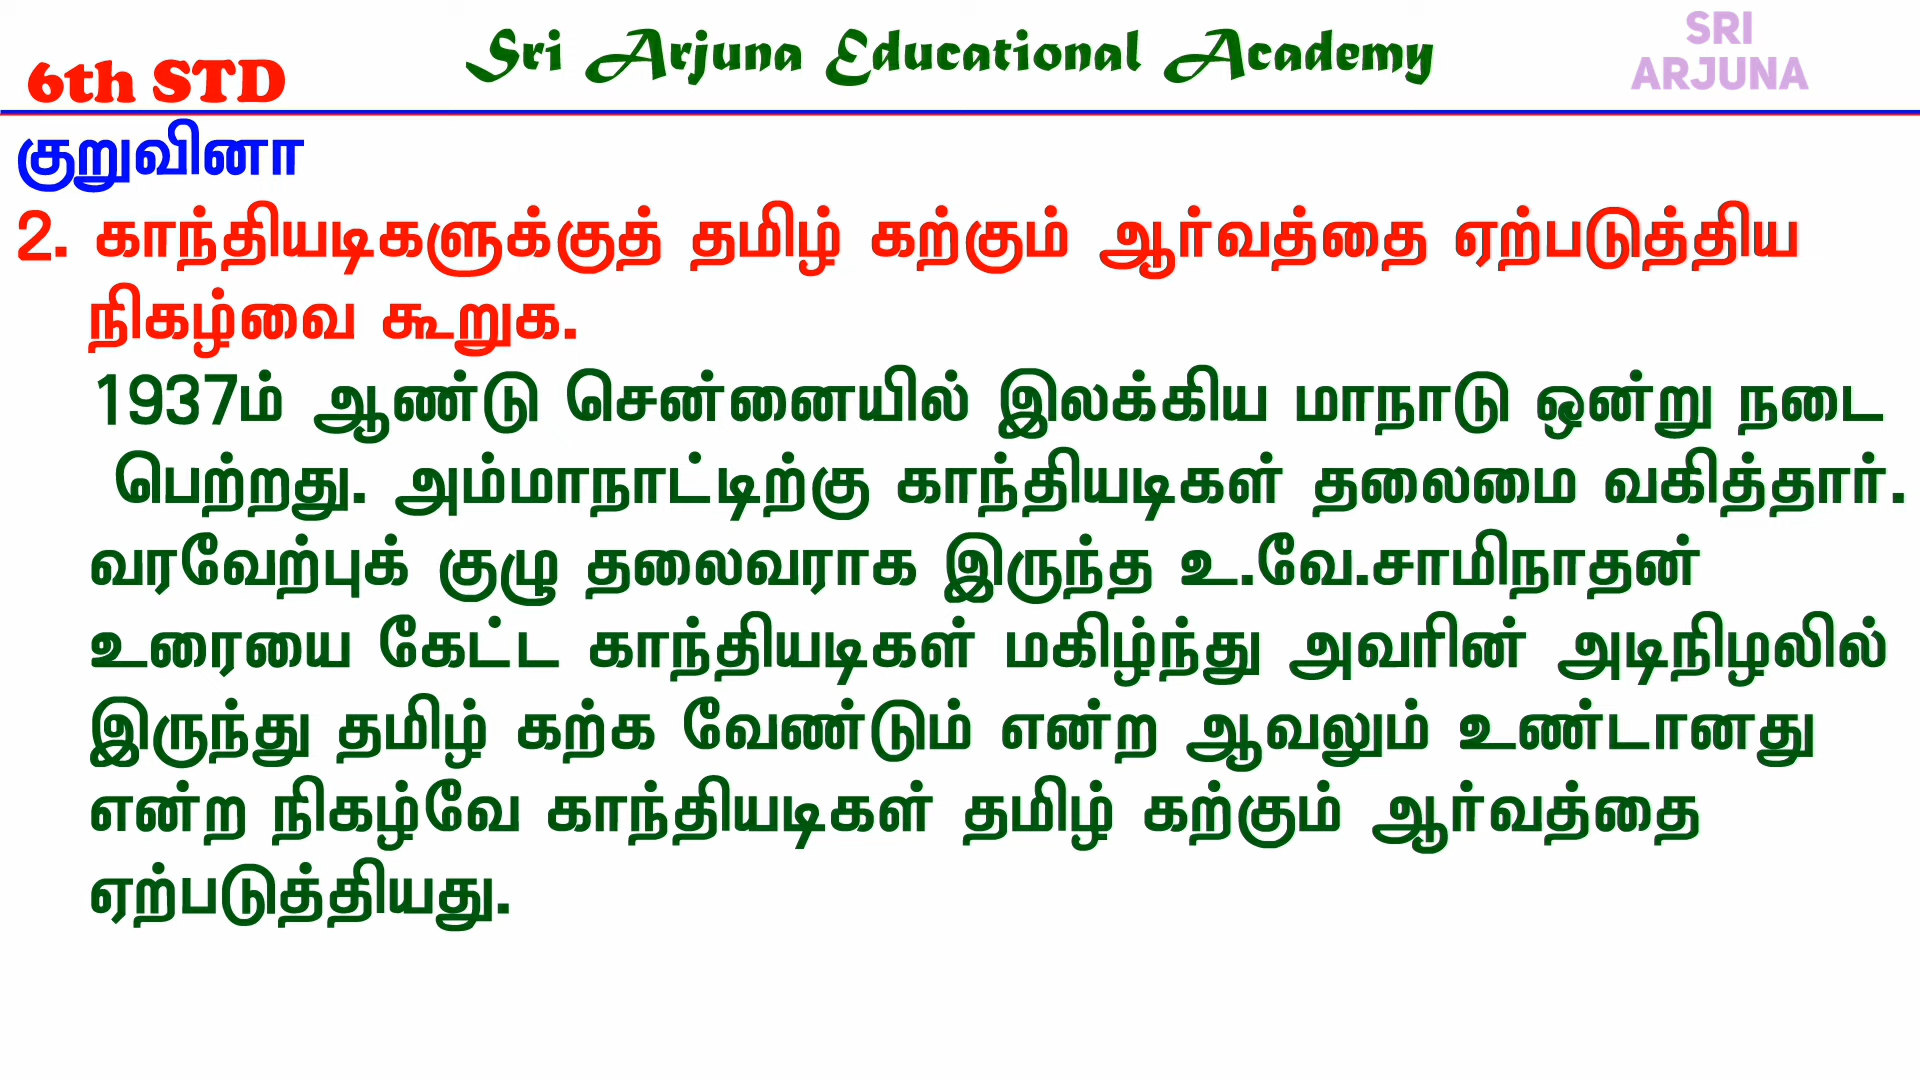 Sri Arjuna Educational Academy
SRI
ARJUNA
6th STD
குறுவினா
2. காந்தியடிகளுக்குத் தமிழ் கற்கும் ஆர்வத்தை ஏற்படுத்திய
நிகழ்வை கூறுக.
1937ம் ஆண்டு சென்னையில் இலக்கிய மாநாடு ஒன்று நடை
பெற்றது. அம்மாநாட்டிற்கு காந்தியடிகள் தலைமை வகித்தார்.
வரவேற்புக் குழு தலைவராக இருந்த உ.வே.சாமிநாதன்
உரையை கேட்ட காந்தியடிகள் மகிழ்ந்து அவரின் அடிநிழலில்
இருந்து தமிழ் கற்க வேண்டும் என்ற ஆவலும் உண்டானது
என்ற நிகழ்வே காந்தியடிகள் தமிழ் கற்கும் ஆர்வத்தை
ஏற்படுத்தியது.